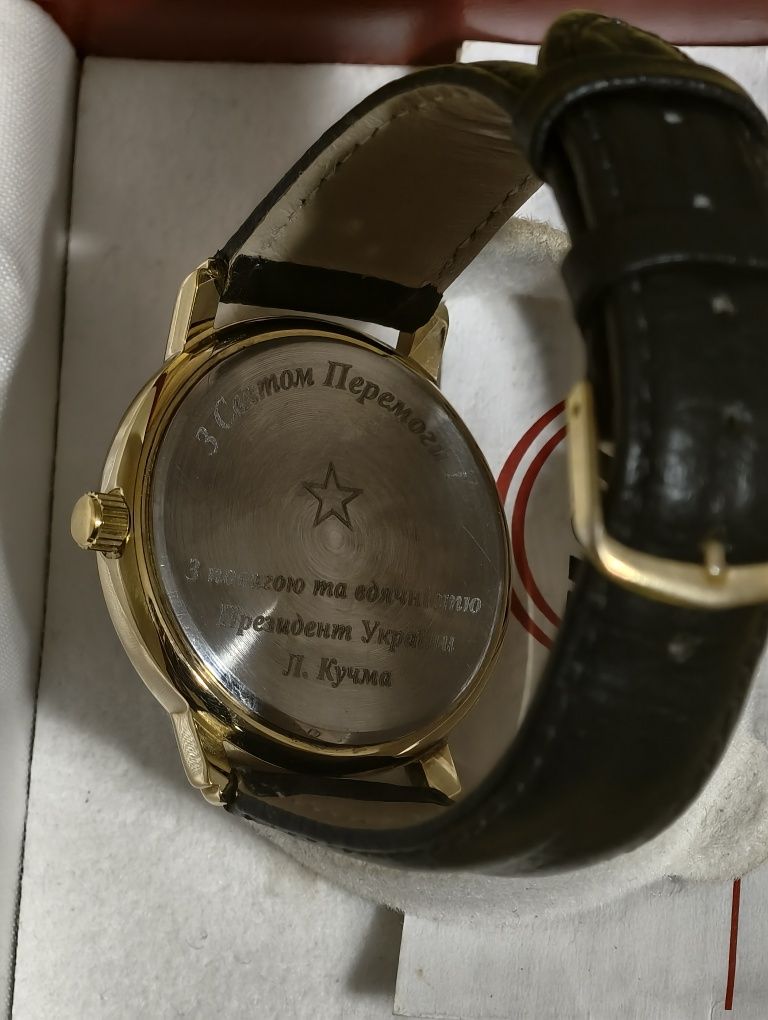 З Святом Перемоги
З повагою та вдячністю
Президент України
Л. Кучма